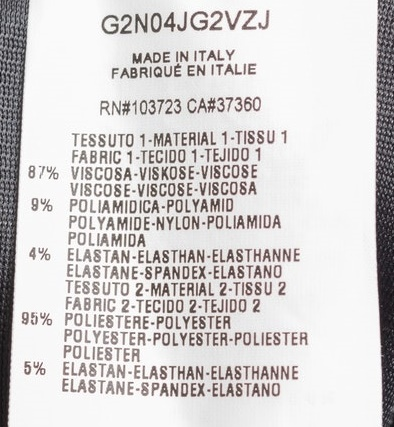 G2N04JG2VZJ
MADE IN ITALY
FABRIQUÉ EN ITALIE
RN#103723 CA#37360
TESSUTO 1-MATERIAL 1-TISSU 1
FABRIC 1-TECIDO 1-TEJIDO 1
87% VISCOSA-VISKOSE-VISCOSE
VISCOSE-VISCOSE-VISCOSA
9% POLIAMIDICA-POLYAMID
POLYAMIDE-NYLON-POLIAMIDA
POLIAMIDA
4% ELASTAN-ELASTHAN-ELASTHANNE
ELASTANE-SPANDEX-ELASTANO
TESSUTO 2-MATERIAL 2-TISSU 2
FABRIC 2-TECIDO 2-TEJIDO 2
95% POLIESTERE-POLYESTER
POLYESTER-POLYESTER-POLIESTER
POLIESTER
5% ELASTAN-ELASTHAN-ELASTHANNE
ELASTANE-SPANDEX-ELASTANO